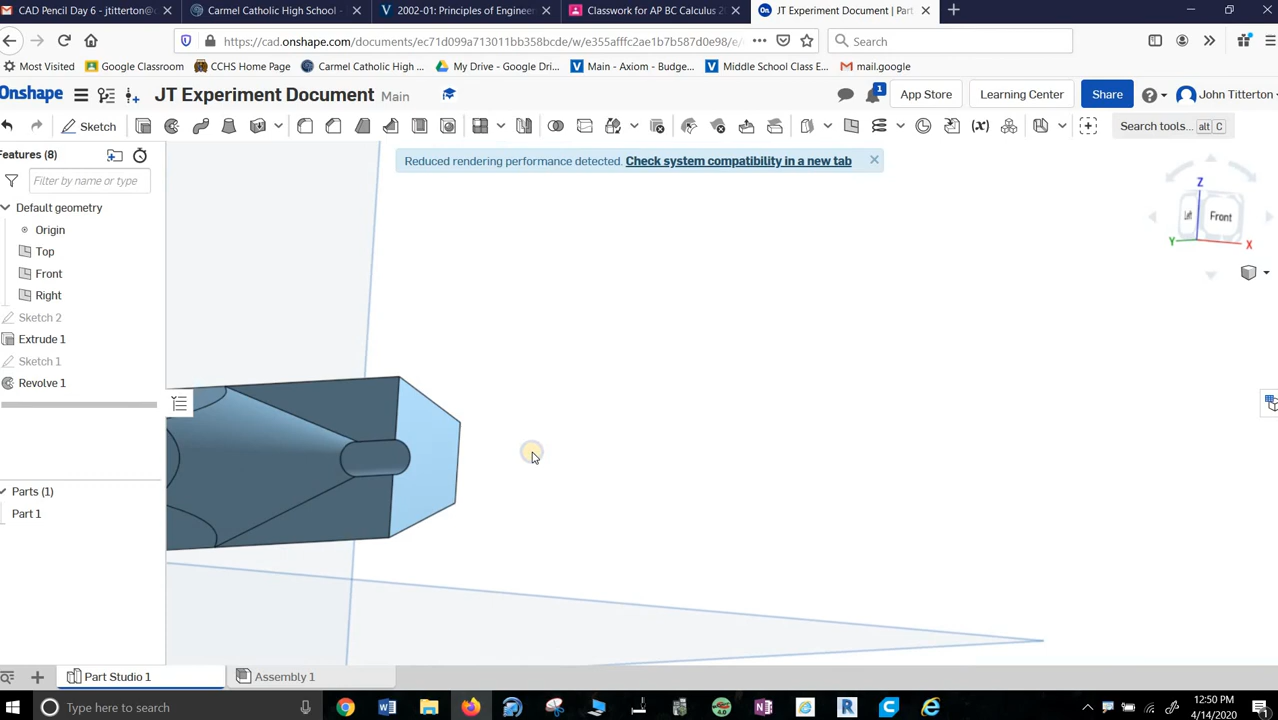 CAD Pencil Day 6 - jtitterton@c
Carmel Catholic High School -
2002-01: Principles of Engineer
Classwork for AP BC Calculus 2
JT Experiment Document | Part
https://cad.onshape.com/documents/ec71d099a713011bb358bcde/w/e355afffc2ae1b7b587d0e98/e/
Search
Most Visited
Google Classroom
CCHS Home Page
Carmel Catholic High ...
My Drive - Google Dri...
Main - Axiom - Budge...
Middle School Class E...
mail.google
Onshape
JT Experiment Document Main
1
App Store
Learning Center
Share
John Titterton
Sketch
Search tools... alt C
Features (8)
Reduced rendering performance detected. Check system compatibility in a new tab
Filter by name or type
Default geometry
Origin
Top
Front
Right
Sketch 2
Extrude 1
Sketch 1
Revolve 1
Parts (1)
Part 1
Z
Left
Front
Y
X
Part Studio 1
Assembly 1
Type here to search
12:50 PM
4/14/2020